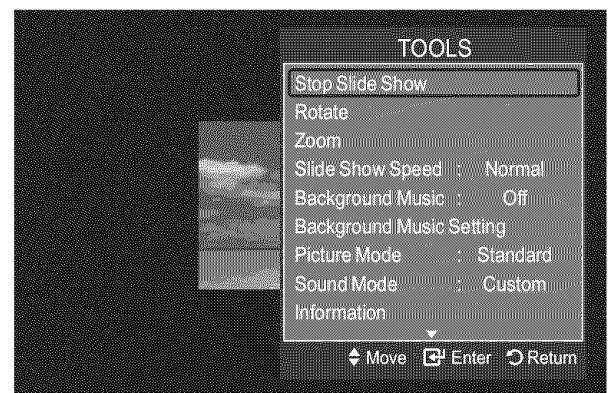 TOOLS
Stop Slide Show
Rotate
Zoom
Slide Show Speed : Normal
Background Music : Off
Background Music Setting
Picture Mode : Standard
Sound Mode : Custom
Information
Move Enter Return